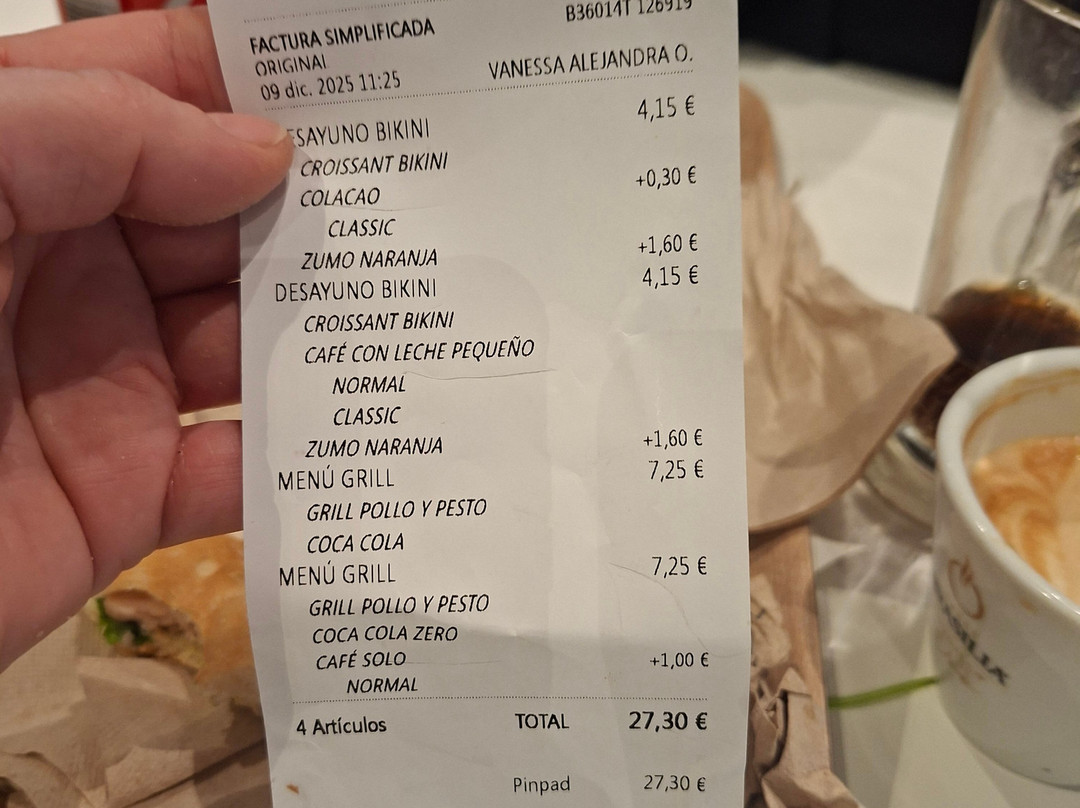 B36014T 126919
FACTURA SIMPLIFICADA
ORIGINAL
09 dic. 2025 11:25 VANESSA ALEJANDRA O.
DESAYUNO BIKINI 4,15 €
CROISSANT BIKINI
COLACAO +0,30 €
CLASSIC
ZUMO NARANJA +1,60 €
DESAYUNO BIKINI 4,15 €
CROISSANT BIKINI
CAFÉ CON LECHE PEQUEÑO
NORMAL
CLASSIC
ZUMO NARANJA +1,60 €
MENÚ GRILL 7,25 €
GRILL POLLO Y PESTO
COCA COLA
MENÚ GRILL 7,25 €
GRILL POLLO Y PESTO
COCA COLA ZERO
CAFÉ SOLO +1,00 €
NORMAL
4 Artículos TOTAL 27,30 €
Pinpad 27,30 €